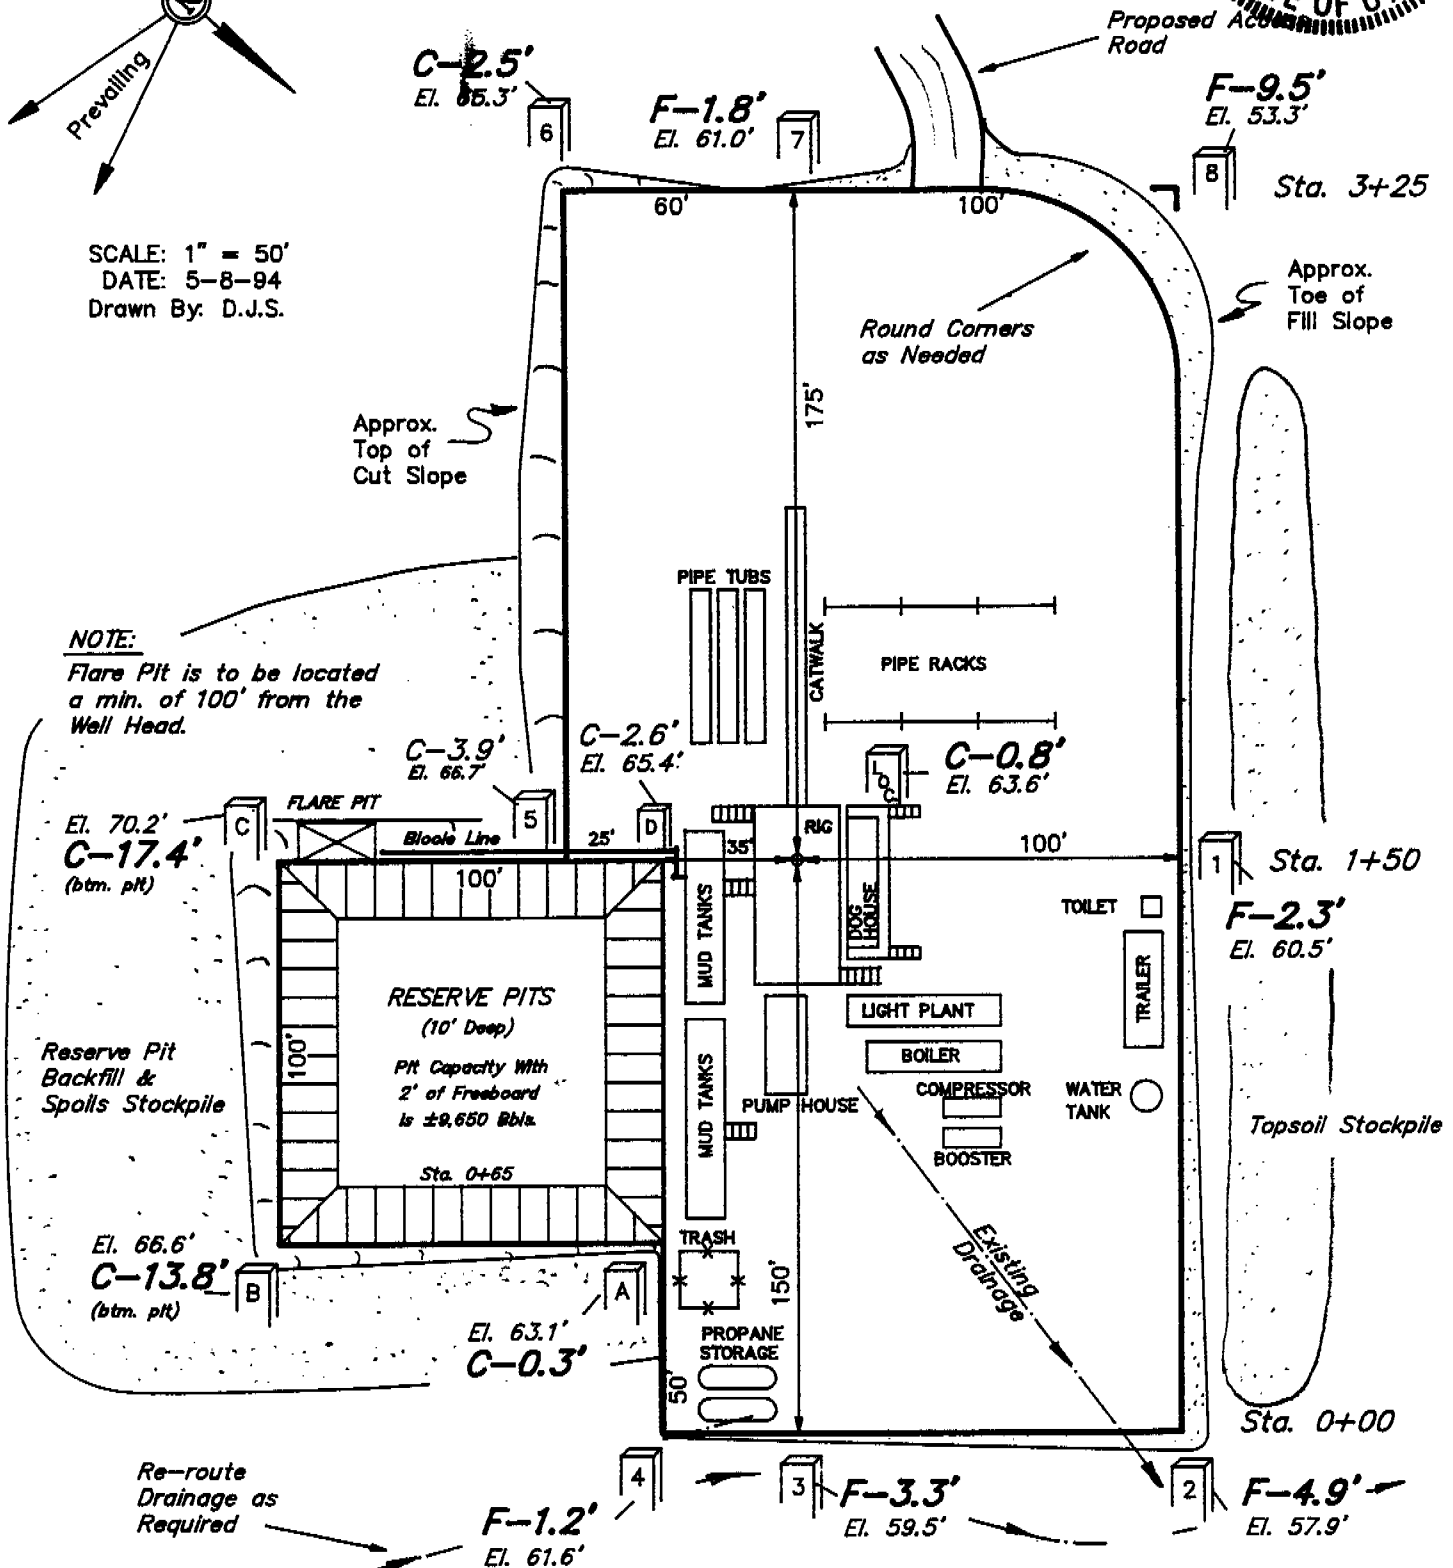 Proposed
Road
OF
Prevailing
C-2.5'
El. 65.3'
6
F-1.8'
El. 61.0'
7
F-9.5'
El. 53.3'
8
Sta. 3+25
60'
100'
SCALE: 1" = 50'
DATE: 5-8-94
Drawn By: D.J.S.
Approx.
Toe of
Fill Slope
Round Corners
as Needed
175'
Approx.
Top of
Cut Slope
PIPE TUBS
CATWALK
PIPE RACKS
NOTE:
Flare Pit is to be located
a min. of 100' from the
Well Head.
C-3.9'
El. 66.7'
5
C-2.6'
El. 65.4'
D
C-0.8'
El. 63.6'
LOC
El. 70.2'
C-17.4'
(btm. pit)
C
FLARE PIT
Blooie Line
25'
35'
RIG
100'
100'
1
Sta. 1+50
F-2.3'
El. 60.5'
TOILET
TRAILER
DOG
HOUSE
MUD TANKS
RESERVE PITS
(10' Deep)
Pit Capacity With
2' of Freeboard
is ±9,650 Bbls.
Sta. 0+65
100'
LIGHT PLANT
BOILER
COMPRESSOR
BOOSTER
PUMP HOUSE
MUD TANKS
WATER
TANK
Reserve Pit
Backfill &
Spoils Stockpile
Topsoil Stockpile
El. 66.6'
C-13.8'
(btm. pit)
B
A
El. 63.1'
C-0.3'
TRASH
PROPANE
STORAGE
50'
150'
Existing
Drainage
Sta. 0+00
Re-route
Drainage as
Required
4
F-1.2'
El. 61.6'
3
F-3.3'
El. 59.5'
2
F-4.9'
El. 57.9'